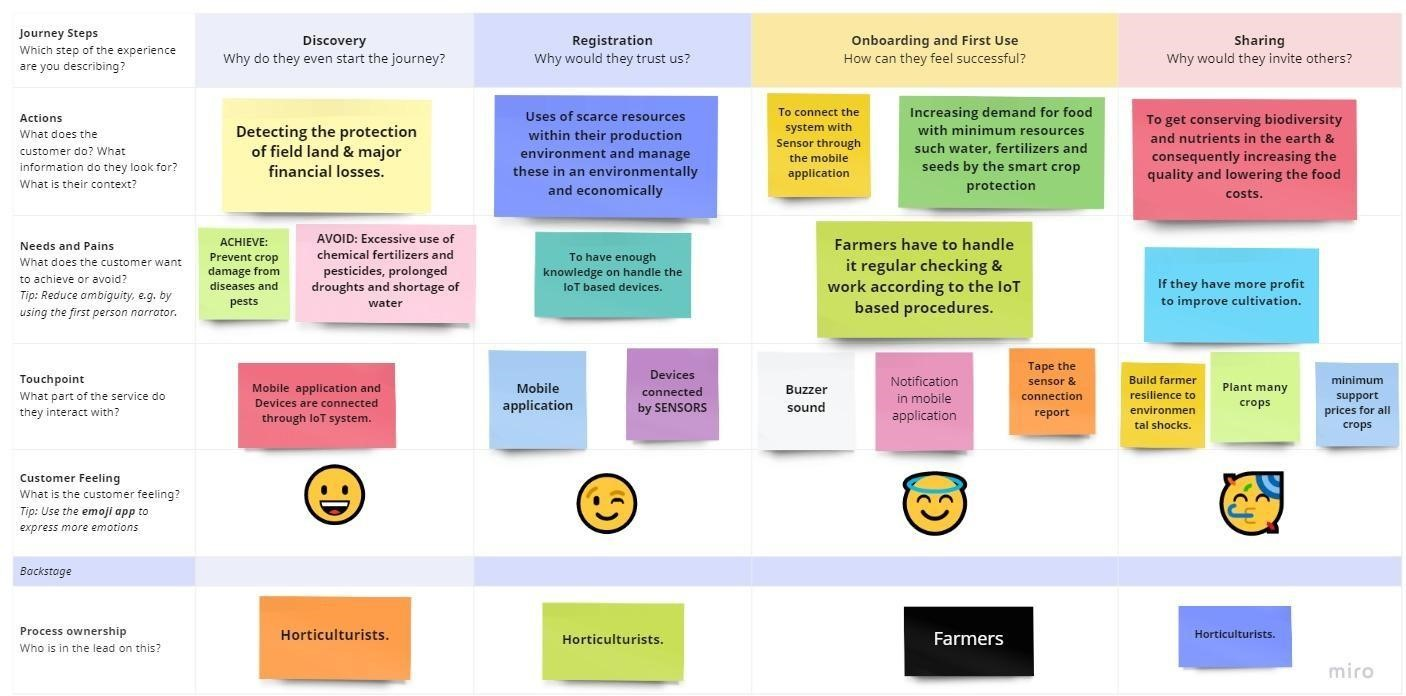 Journey Steps
Which step of the experience
are you describing?
Discovery
Why do they even start the journey?
Registration
Why would they trust us?
Onboarding and First Use
How can they feel successful?
Sharing
Why would they invite others?
Actions
What does the
customer do? What
information do they look for?
What is their context?
Detecting the protection
of field land & major
financial losses.
Uses of scarce resources
within their production
environment and manage
these in an environmentally
and economically
To connect the
system with
Sensor through
the mobile
application
Increasing demand for food
with minimum resources
such water, fertilizers and
seeds by the smart crop
protection
To get conserving biodiversity
and nutrients in the earth &
consequently increasing the
quality and lowering the food
costs.
Needs and Pains
What does the customer want
to achieve or avoid?
Tip: Reduce ambiguity, e.g. by
using the first person narrator.
ACHIEVE:
Prevent crop
damage from
diseases and
pests
AVOID: Excessive use of
chemical fertilizers and
pesticides, prolonged
droughts and shortage of
water
To have enough
knowledge on handle the
IoT based devices.
Farmers have to handle
it regular checking &
work according to the IoT
based procedures.
If they have more profit
to improve cultivation.
Touchpoint
What part of the service do
they interact with?
Mobile application and
Devices are connected
through IoT system.
Mobile
application
Devices
connected
by SENSORS
Buzzer
sound
Notification
in mobile
application
Tape the
sensor &
connection
report
Build farmer
resilience to
environmen
tal shocks.
Plant many
crops
minimum
support
prices for all
crops
Customer Feeling
What is the customer feeling?
Tip: Use the emoji app to
express more emotions
Backstage
Process ownership
Who is in the lead on this?
Horticulturists.
Horticulturists.
Farmers
Horticulturists.
miro